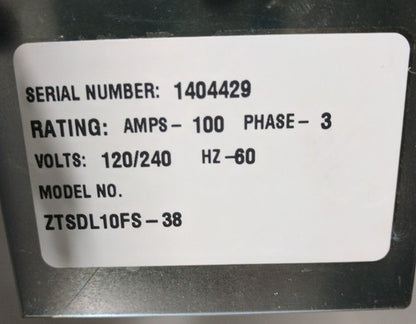 SERIAL NUMBER: 1404429
RATING: AMPS- 100 PHASE- 3
VOLTS: 120/240 HZ-60
MODEL NO.
ZTSDL10FS-38